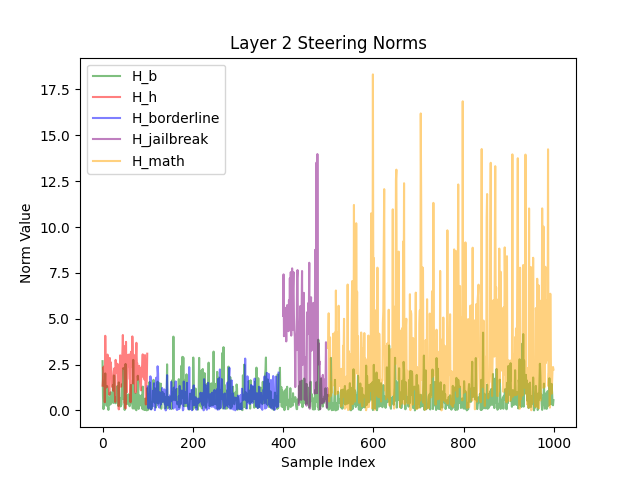 Layer 2 Steering Norms
H_b
H_h
H_borderline
H_jailbreak
H_math
17.5
15.0
12.5
10.0
7.5
5.0
2.5
0.0
Norm Value
0 200 400 600 800 1000
Sample Index